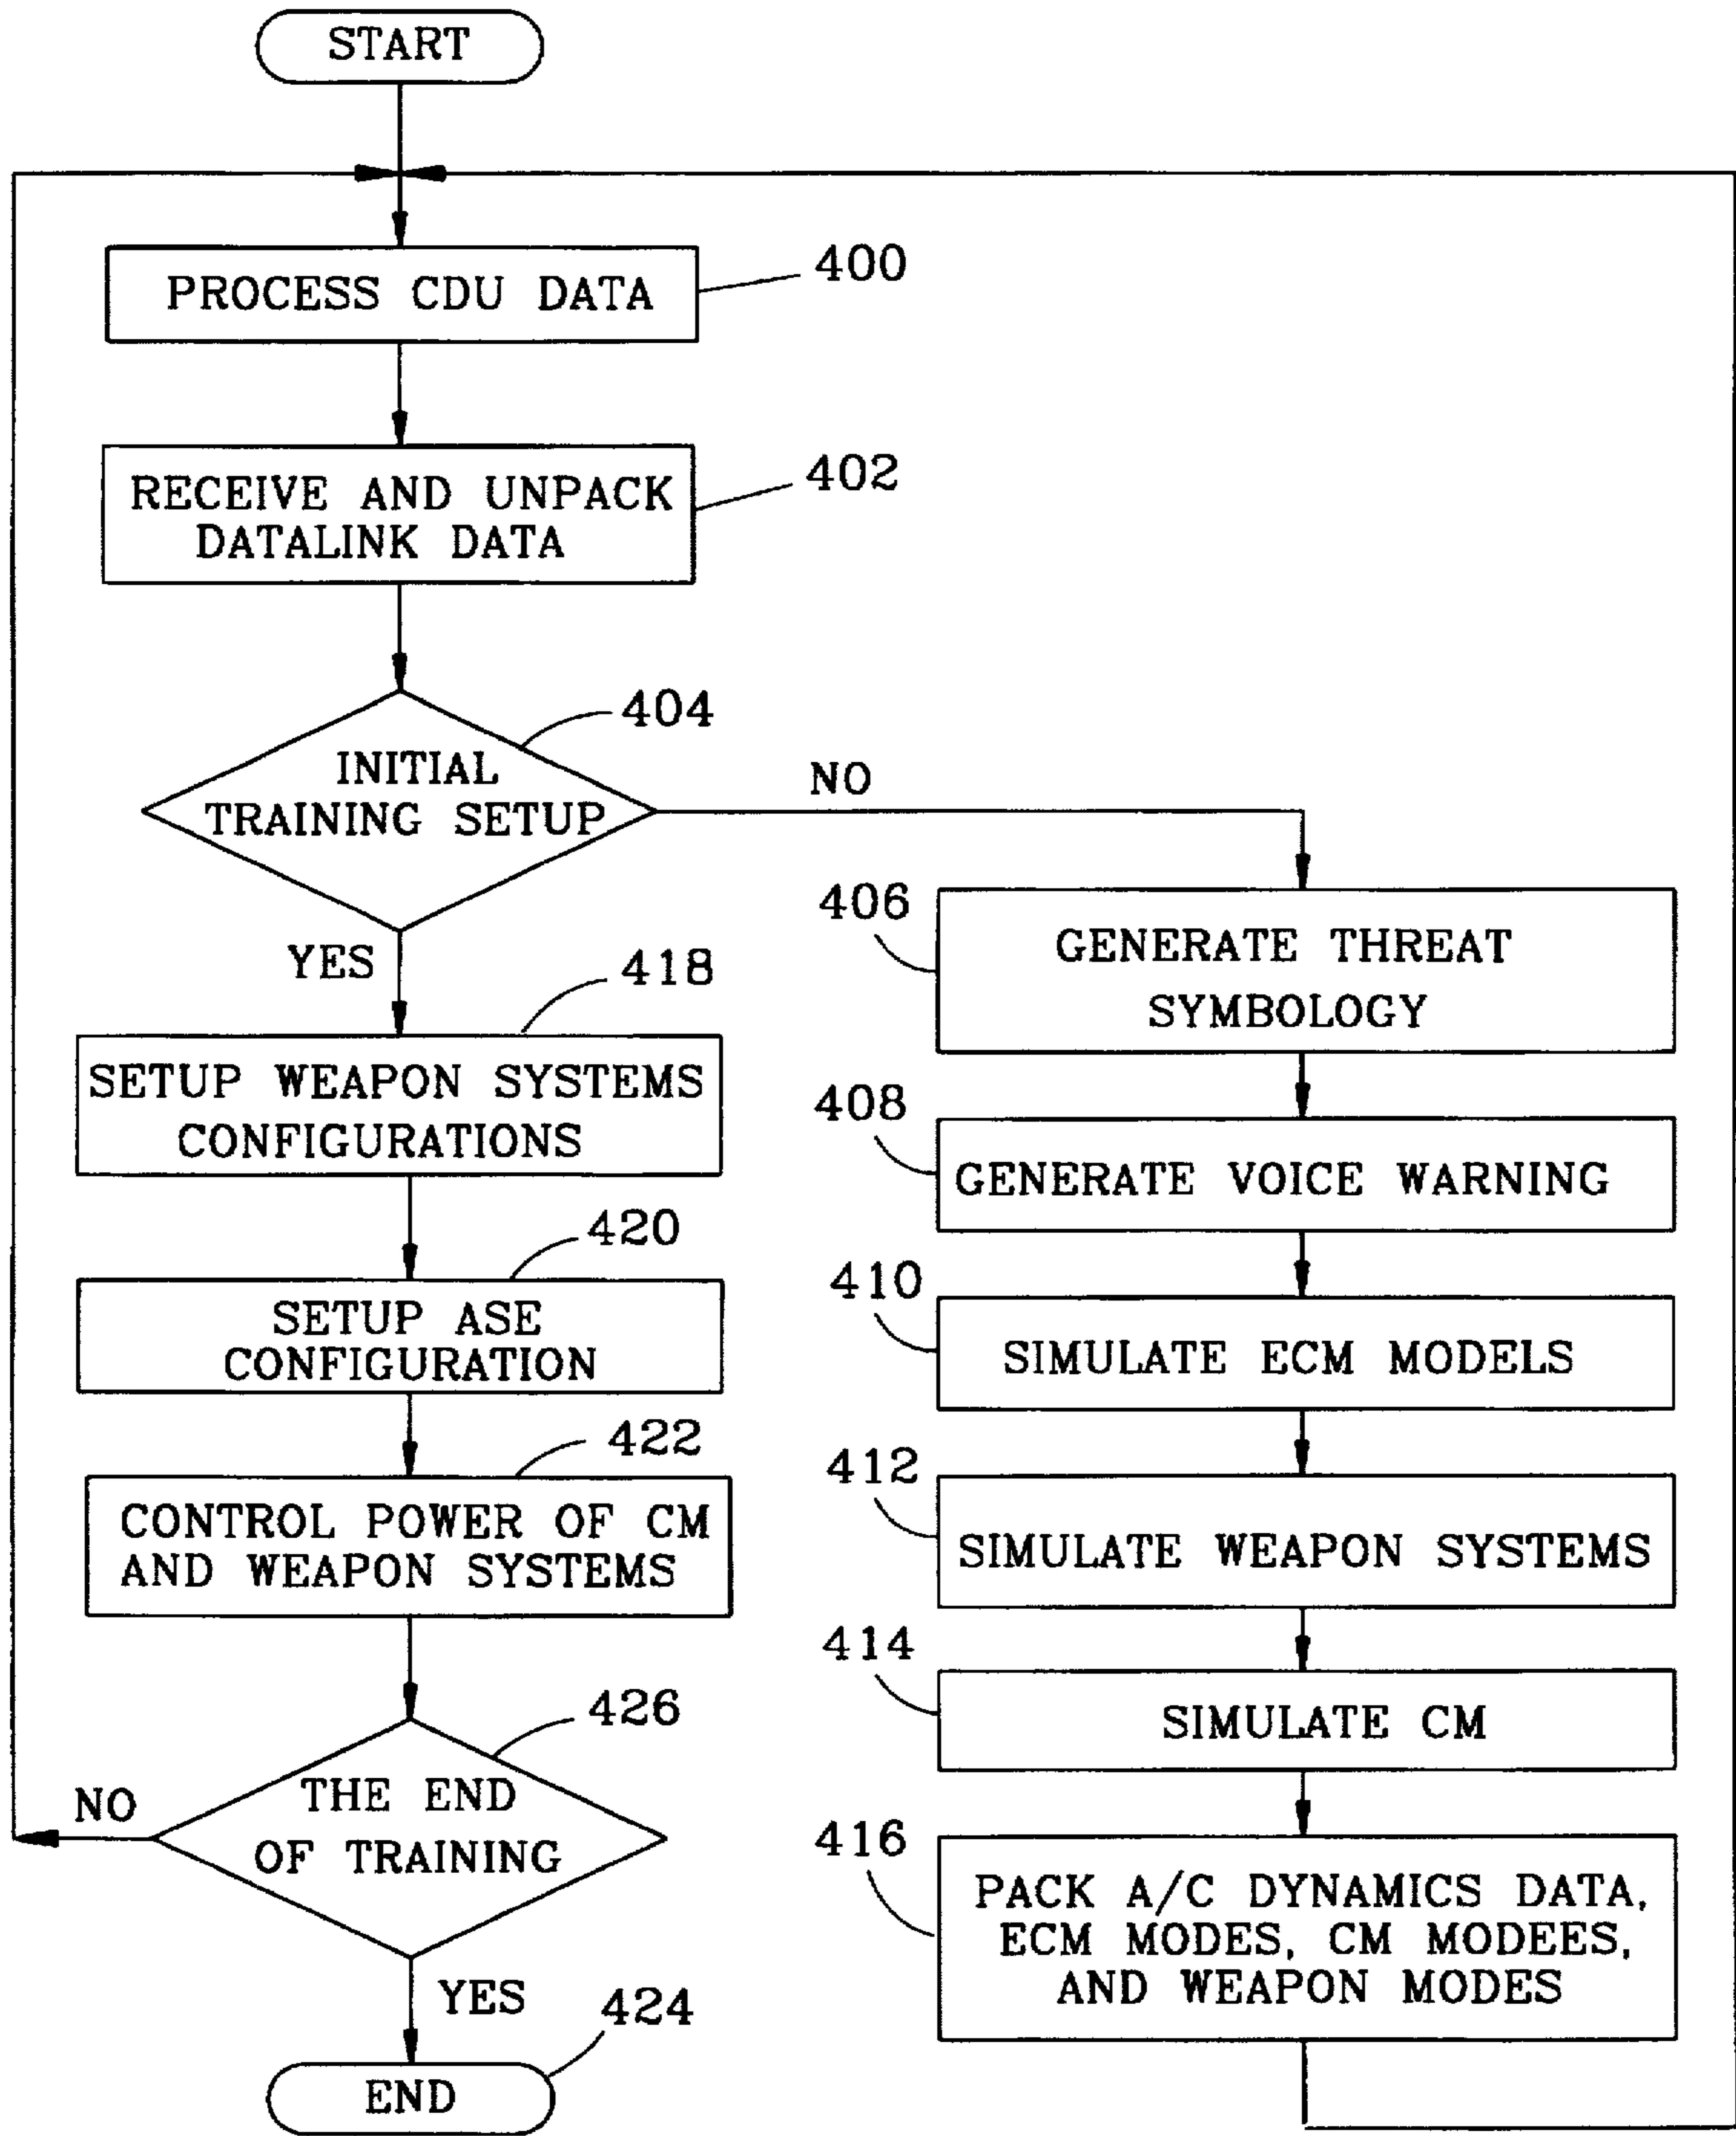 START
400
PROCESS CDU DATA
402
RECEIVE AND UNPACK
DATALINK DATA
404
INITIAL
TRAINING SETUP
NO
YES
406
GENERATE THREAT
SYMBOLOGY
408
GENERATE VOICE WARNING
410
SIMULATE ECM MODELS
412
SIMULATE WEAPON SYSTEMS
414
SIMULATE CM
416
PACK A/C DYNAMICS DATA,
ECM MODES, CM MODEES,
AND WEAPON MODES
418
SETUP WEAPON SYSTEMS
CONFIGURATIONS
420
SETUP ASE
CONFIGURATION
422
CONTROL POWER OF CM
AND WEAPON SYSTEMS
426
THE END
OF TRAINING
NO
YES
424
END